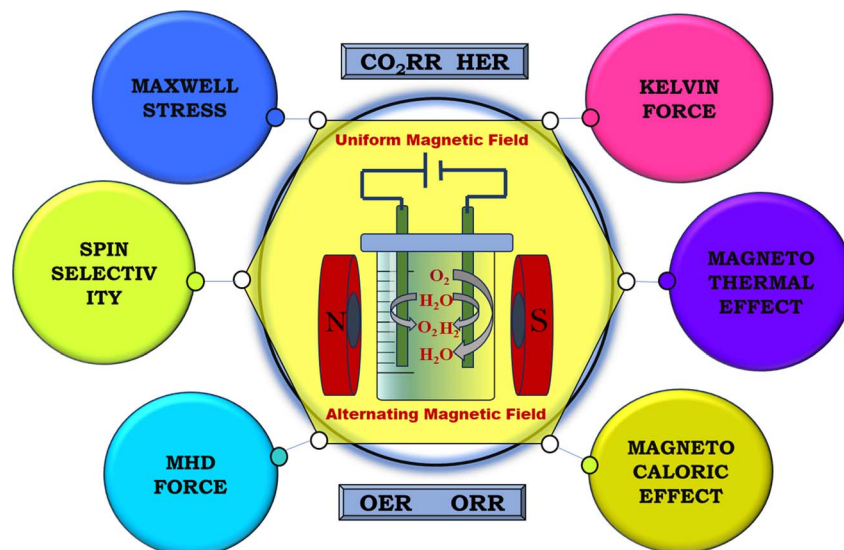 CO₂RR HER
MAXWELL
STRESS
KELVIN
FORCE
Uniform Magnetic Field
SPIN
SELECTIV
ITY
MAGNETO
THERMAL
EFFECT
N
S
O₂
H₂O
O₂ H₂
H₂O
Alternating Magnetic Field
MHD
FORCE
MAGNETO
CALORIC
EFFECT
OER ORR